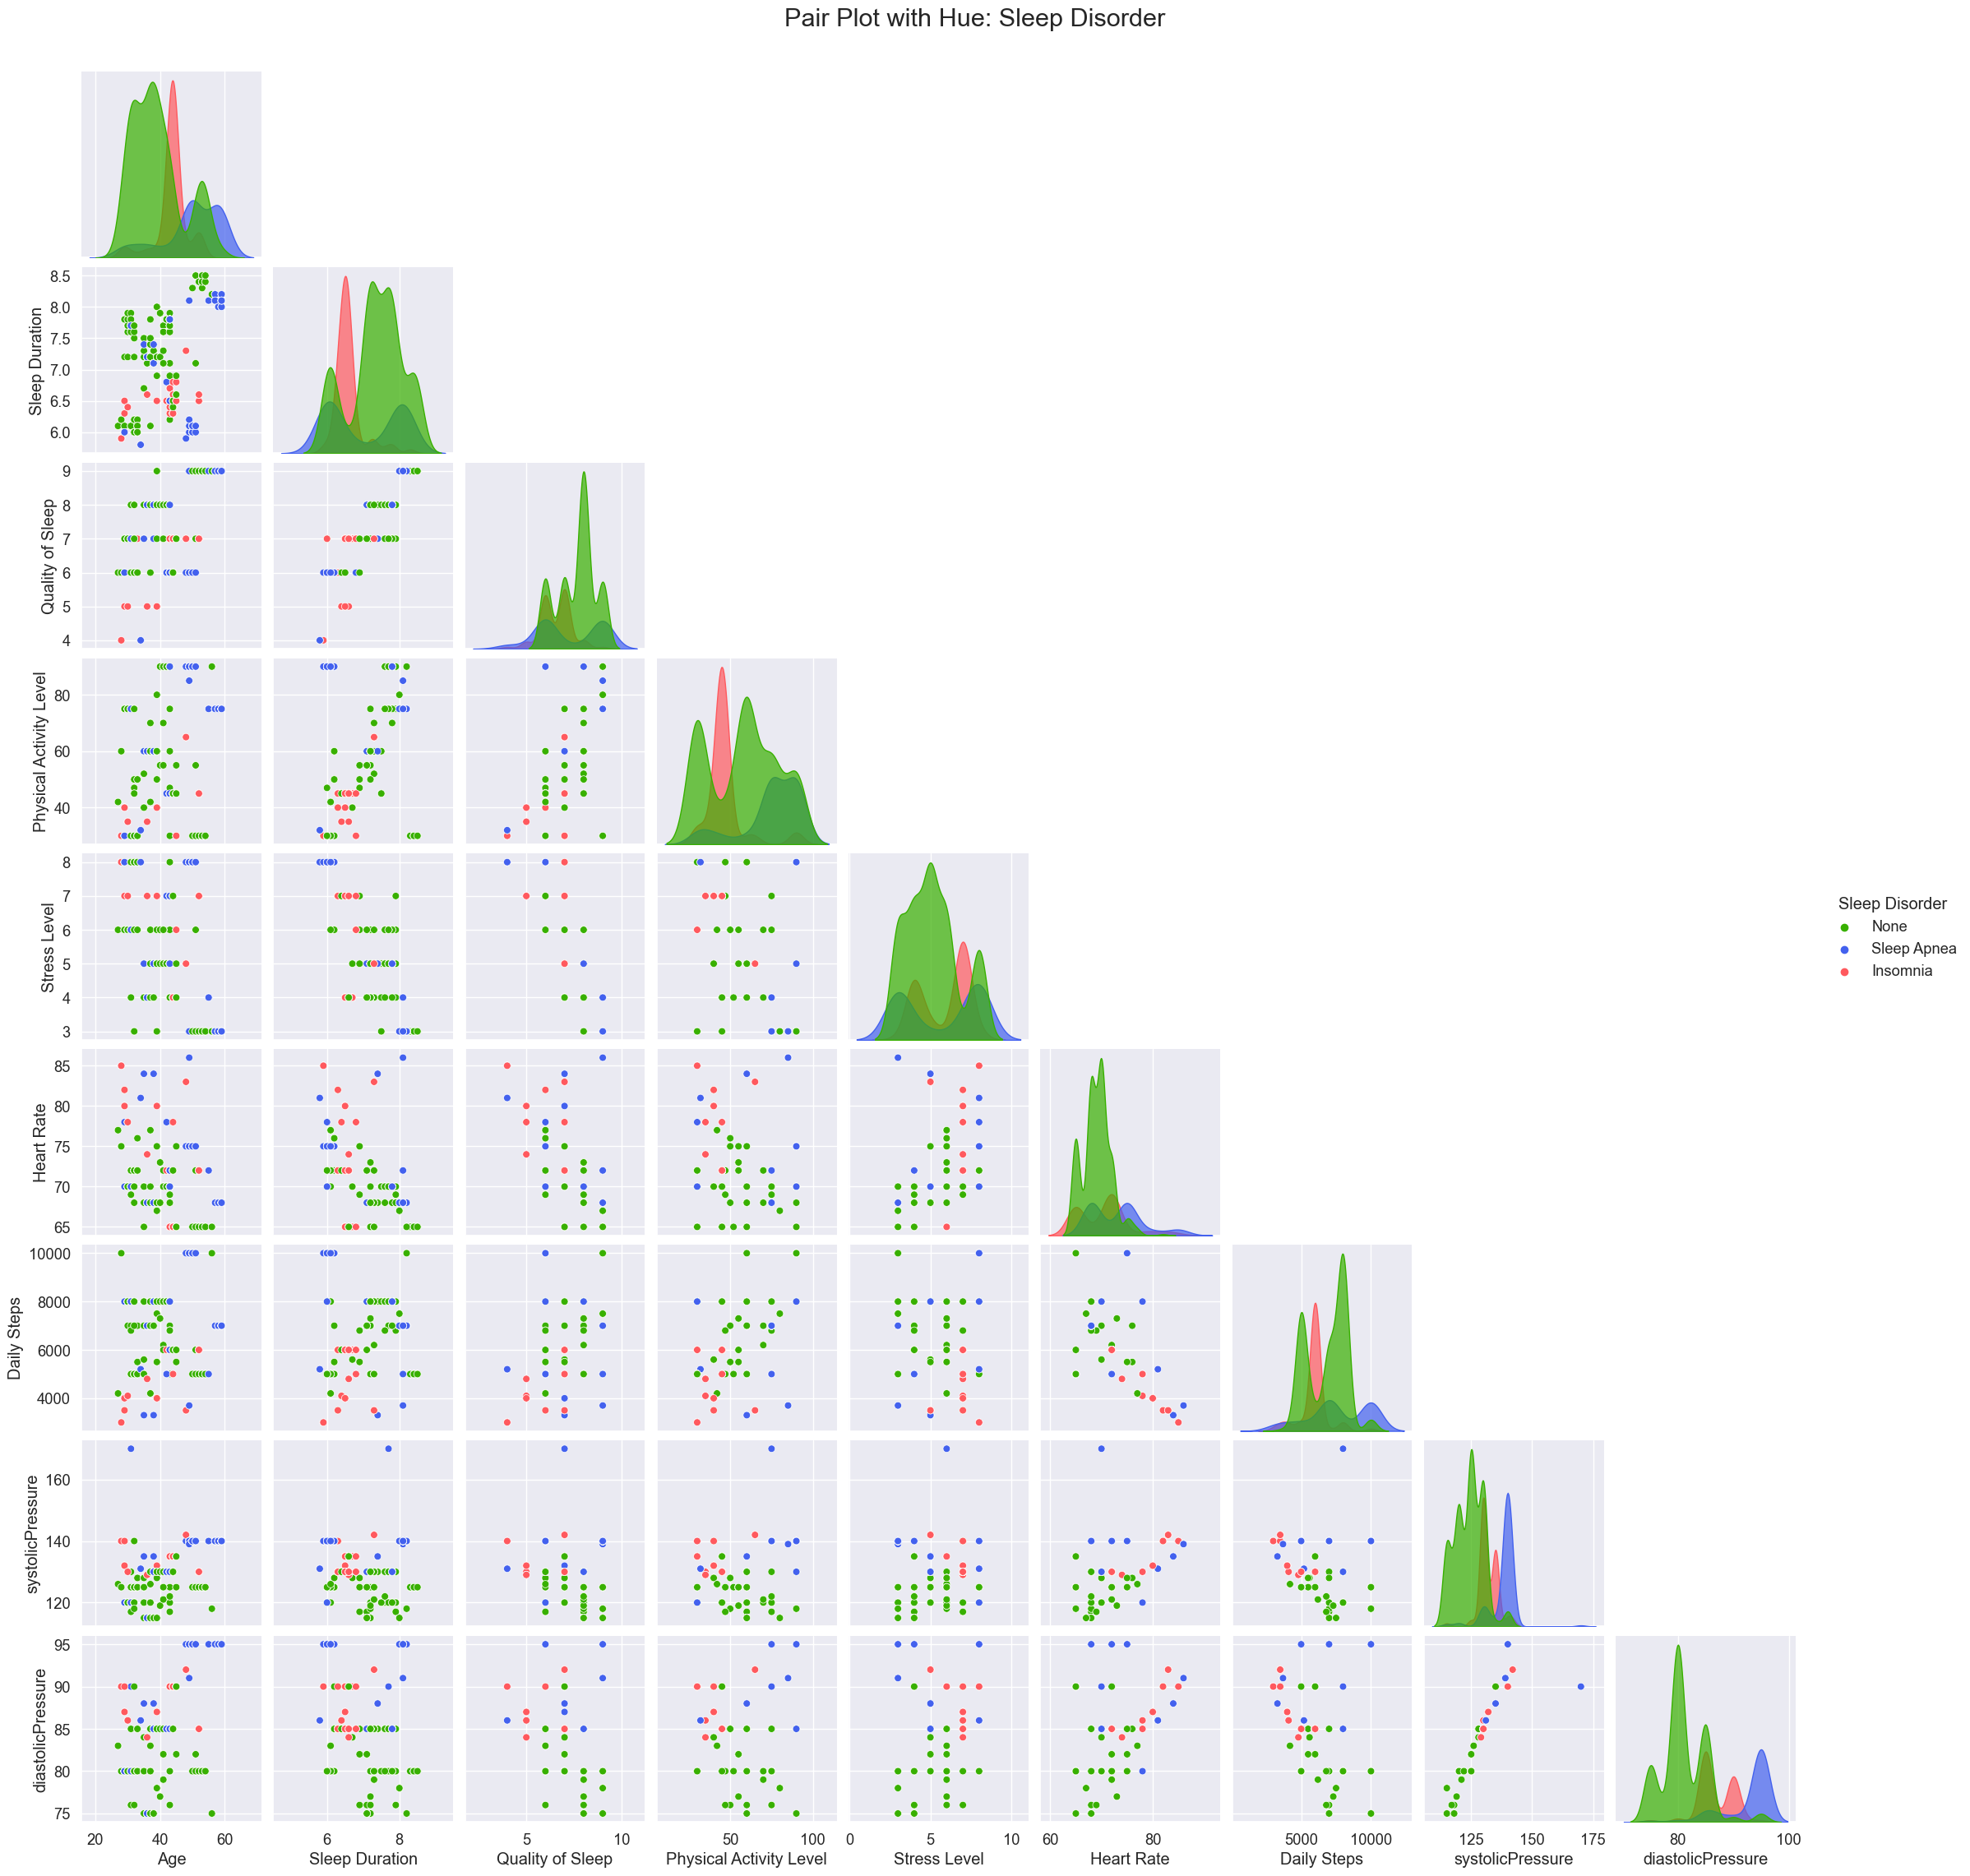 Pair Plot with Hue: Sleep Disorder
8.5
8.0
7.5
7.0
6.5
6.0
Sleep Duration
9
8
7
6
5
4
Quality of Sleep
80
60
40
Physical Activity Level
8
7
6
5
4
3
Stress Level
Sleep Disorder
None
Sleep Apnea
Insomnia
85
80
75
70
65
Heart Rate
10000
8000
6000
4000
Daily Steps
160
140
120
systolicPressure
95
90
85
80
75
diastolicPressure
20 40 60 6 8 5 10 50 100 0 5 10 60 80 5000 10000 125 150 175 80 100
Age Sleep Duration Quality of Sleep Physical Activity Level Stress Level Heart Rate Daily Steps systolicPressure diastolicPressure